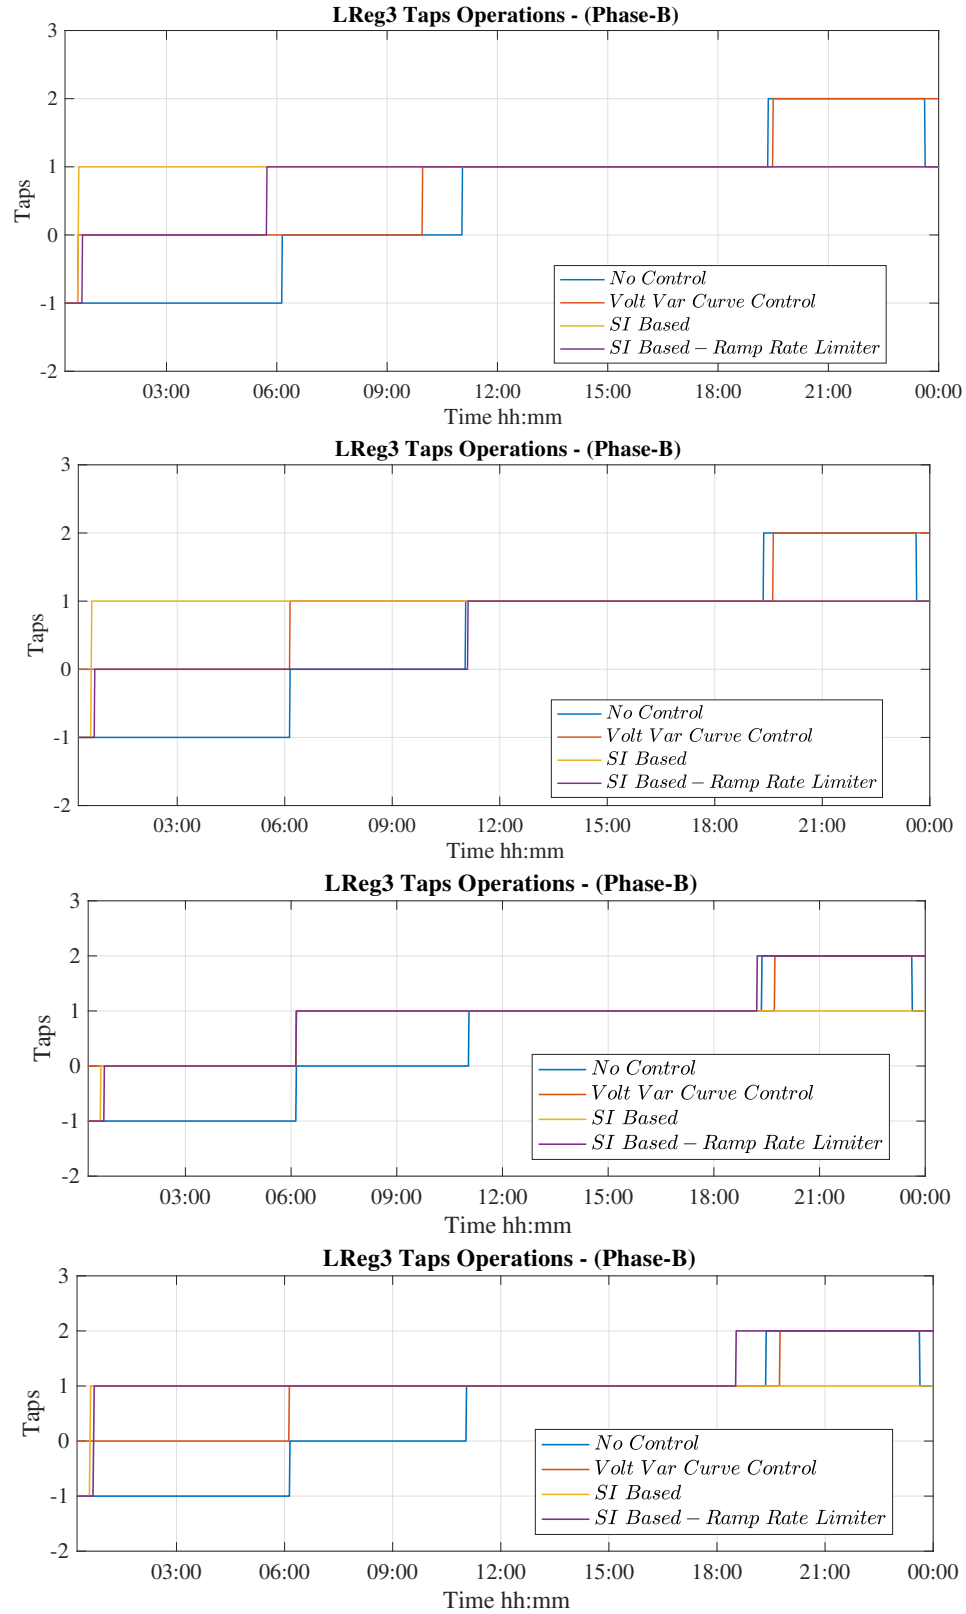 LReg3 Taps Operations - (Phase-B)
3
2
1
0
-1
-2
Taps
No Control
Volt Var Curve Control
SI Based
SI Based − Ramp Rate Limiter
03:00 06:00 09:00 12:00 15:00 18:00 21:00 00:00
Time hh:mm
LReg3 Taps Operations - (Phase-B)
3
2
1
0
-1
-2
Taps
No Control
Volt Var Curve Control
SI Based
SI Based − Ramp Rate Limiter
03:00 06:00 09:00 12:00 15:00 18:00 21:00 00:00
Time hh:mm
LReg3 Taps Operations - (Phase-B)
3
2
1
0
-1
-2
Taps
No Control
Volt Var Curve Control
SI Based
SI Based − Ramp Rate Limiter
03:00 06:00 09:00 12:00 15:00 18:00 21:00 00:00
Time hh:mm
LReg3 Taps Operations - (Phase-B)
3
2
1
0
-1
-2
Taps
No Control
Volt Var Curve Control
SI Based
SI Based − Ramp Rate Limiter
03:00 06:00 09:00 12:00 15:00 18:00 21:00 00:00
Time hh:mm